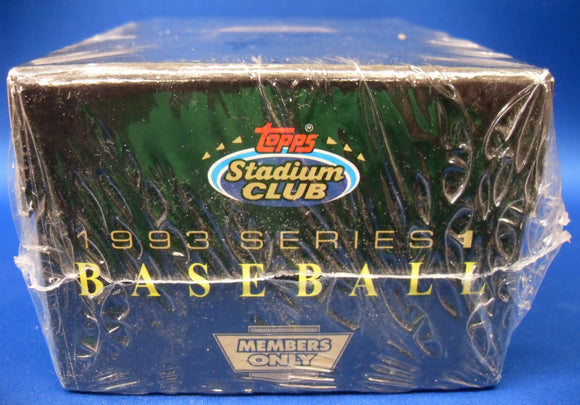 Topps®
Stadium
CLUB
1993 SERIES 1
BASEBALL
MEMBERS
ONLY